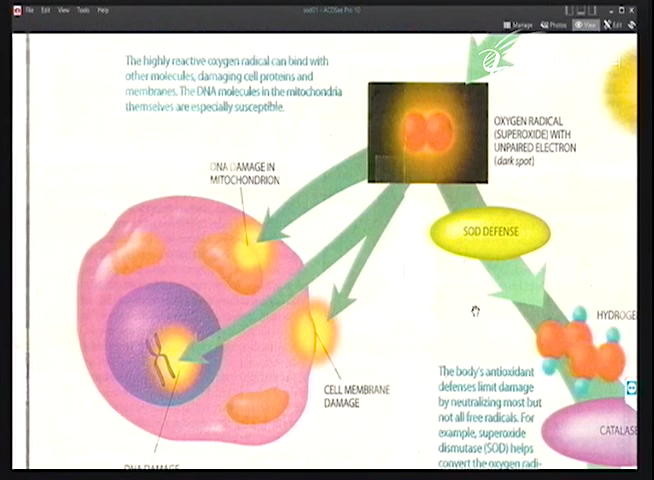 sod01 - ACDSee Pro 10
File Edit View Tools Help
Manage Photos View Edit
The highly reactive oxygen radical can bind with
other molecules, damaging cell proteins and
membranes. The DNA molecules in the mitochondria
themselves are especially susceptible.
OXYGEN RADICAL
(SUPEROXIDE) WITH
UNPAIRED ELECTRON
(dark spot)
DNA DAMAGE IN
MITOCHONDRION
SOD DEFENSE
HYDROGE
CELL MEMBRANE
DAMAGE
The body's antioxidant
defenses limit damage
by neutralizing most but
not all free radicals. For
example, superoxide
dismutase (SOD) helps
convert the oxygen radi-
CATALAS
DNA DAMAGE